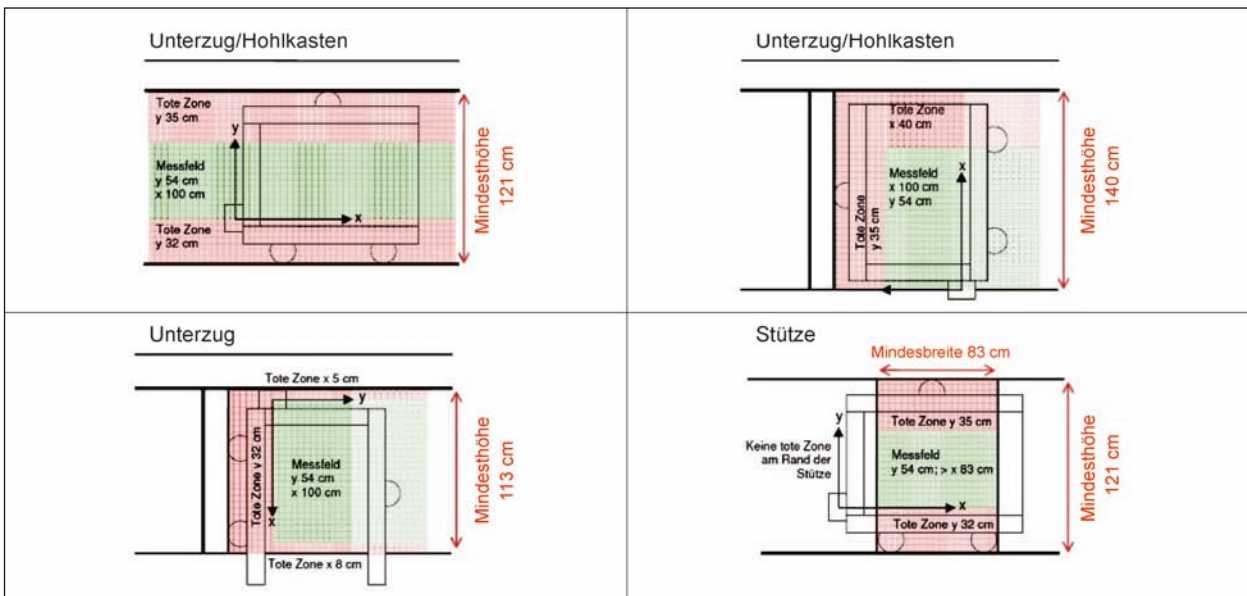 Unterzug/Hohlkasten
Tote Zone
y 35 cm
y
Messfeld
y 54 cm
x 100 cm
x
Tote Zone
y 32 cm
Mindesthöhe
121 cm
Unterzug/Hohlkasten
Tote Zone
x 40 cm
x
Messfeld
x 100 cm
y 54 cm
Tote Zone
y 35 cm
Mindesthöhe
140 cm
Unterzug
Tote Zone x 5 cm
y
Tote Zone y 32 cm
Messfeld
y 54 cm
x 100 cm
x
Tote Zone x 8 cm
Mindesthöhe
113 cm
Stütze
Mindesbreite 83 cm
Tote Zone y 35 cm
y
Keine tote Zone
am Rand der
Stütze
Messfeld
y 54 cm; > x 83 cm
x
Tote Zone y 32 cm
Mindesthöhe
121 cm